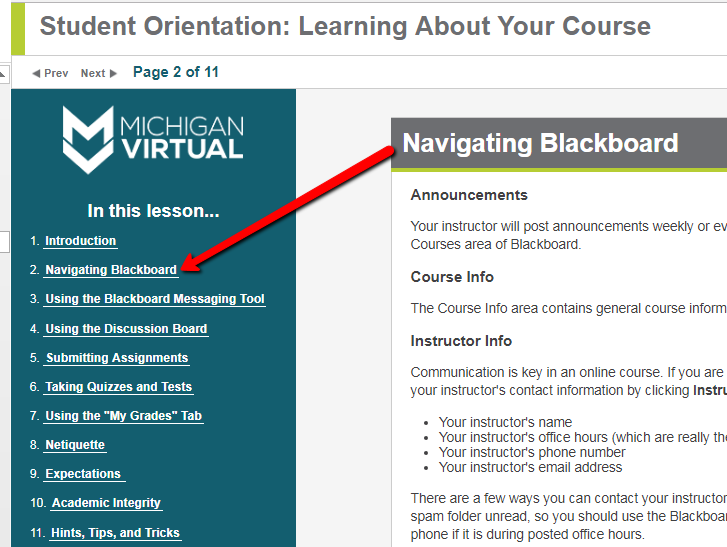 Student Orientation: Learning About Your Course
Prev Next Page 2 of 11
MICHIGAN
VIRTUAL
In this lesson...
1. Introduction
2. Navigating Blackboard
3. Using the Blackboard Messaging Tool
4. Using the Discussion Board
5. Submitting Assignments
6. Taking Quizzes and Tests
7. Using the "My Grades" Tab
8. Netiquette
9. Expectations
10. Academic Integrity
11. Hints, Tips, and Tricks
Navigating Blackboard
Announcements
Your instructor will post announcements weekly or ev
Courses area of Blackboard.
Course Info
The Course Info area contains general course inform
Instructor Info
Communication is key in an online course. If you are
your instructor's contact information by clicking Instru
• Your instructor's name
• Your instructor's office hours (which are really the
• Your instructor's phone number
• Your instructor's email address
There are a few ways you can contact your instructor
spam folder unread, so you should use the Blackboar
phone if it is during posted office hours.